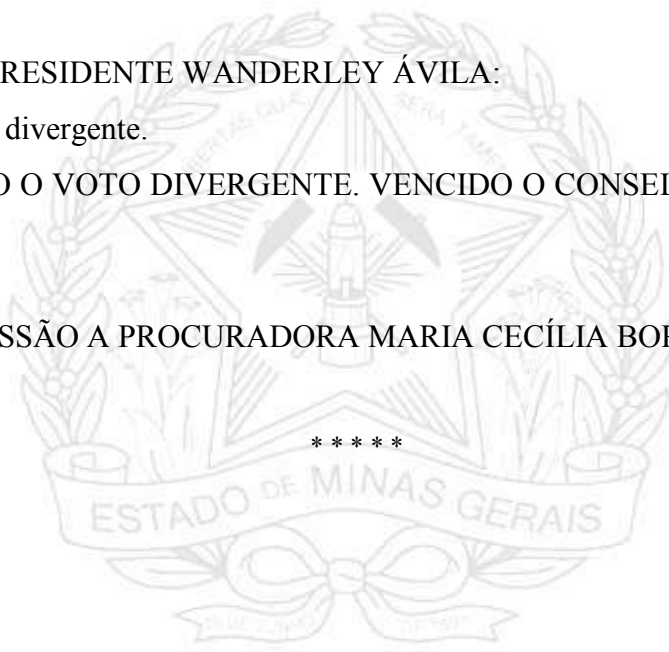 RESIDENTE WANDERLEY ÁVILA:
divergente.
O O VOTO DIVERGENTE. VENCIDO O CONSEL
SSÃO A PROCURADORA MARIA CECÍLIA BOR
* * * * *
ESTADO DE MINAS GERAIS